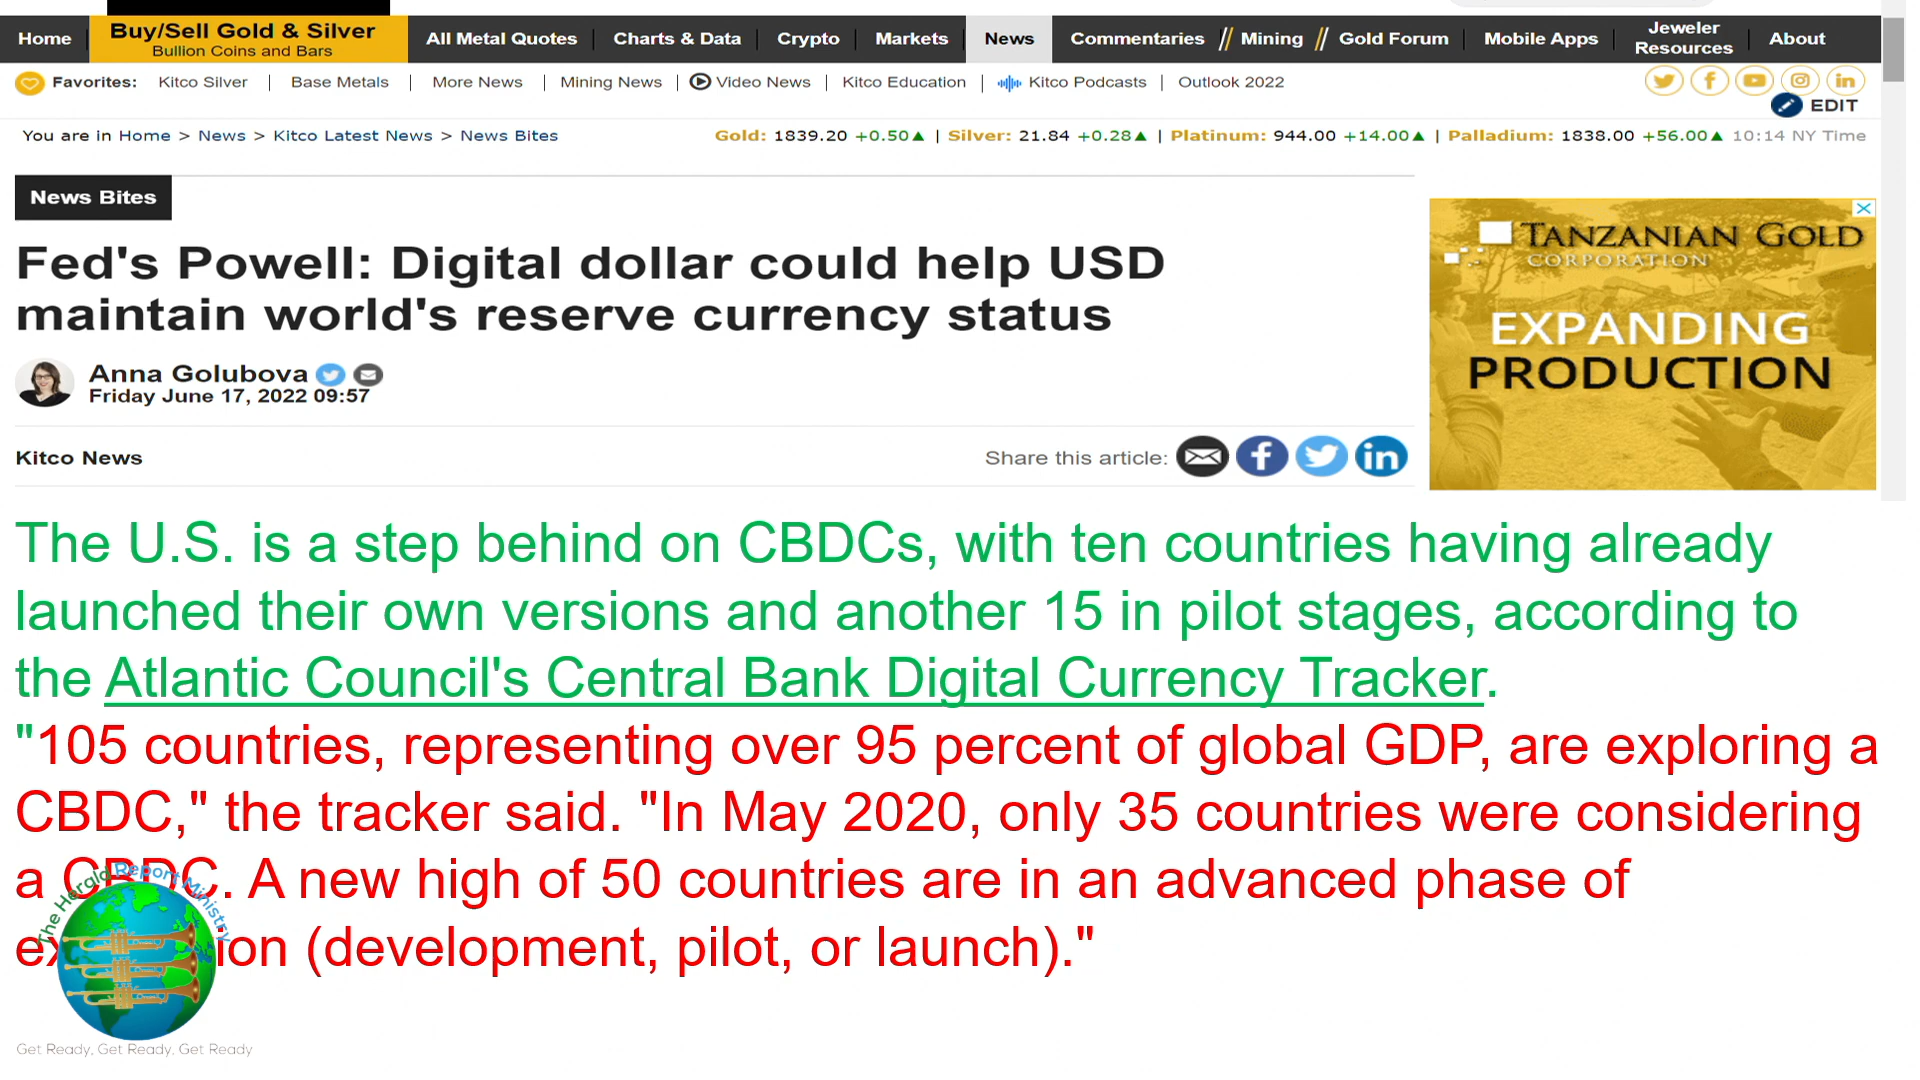 Home
Buy/Sell Gold & Silver
Bullion Coins and Bars
All Metal Quotes
Charts & Data
Crypto
Markets
News
Commentaries
Mining
Gold Forum
Mobile Apps
Jeweler
Resources
About
Favorites: Kitco Silver | Base Metals | More News | Mining News | Video News | Kitco Education | Kitco Podcasts | Outlook 2022
EDIT
You are in Home > News > Kitco Latest News > News Bites
Gold: 1839.20 +0.50▲ | Silver: 21.84 +0.28▲ | Platinum: 944.00 +14.00▲ | Palladium: 1838.00 +56.00▲ 10:14 NY Time
News Bites
Fed's Powell: Digital dollar could help USD
maintain world's reserve currency status
Anna Golubova
Friday June 17, 2022 09:57
Kitco News
Share this article:
TANZANIAN GOLD
CORPORATION
EXPANDING
PRODUCTION
The U.S. is a step behind on CBDCs, with ten countries having already
launched their own versions and another 15 in pilot stages, according to
the Atlantic Council's Central Bank Digital Currency Tracker.
"105 countries, representing over 95 percent of global GDP, are exploring a
CBDC," the tracker said. "In May 2020, only 35 countries were considering
a CBDC. A new high of 50 countries are in an advanced phase of
(development, pilot, or launch)."
The Herald Report Ministry
Get Ready, Get Ready, Get Ready